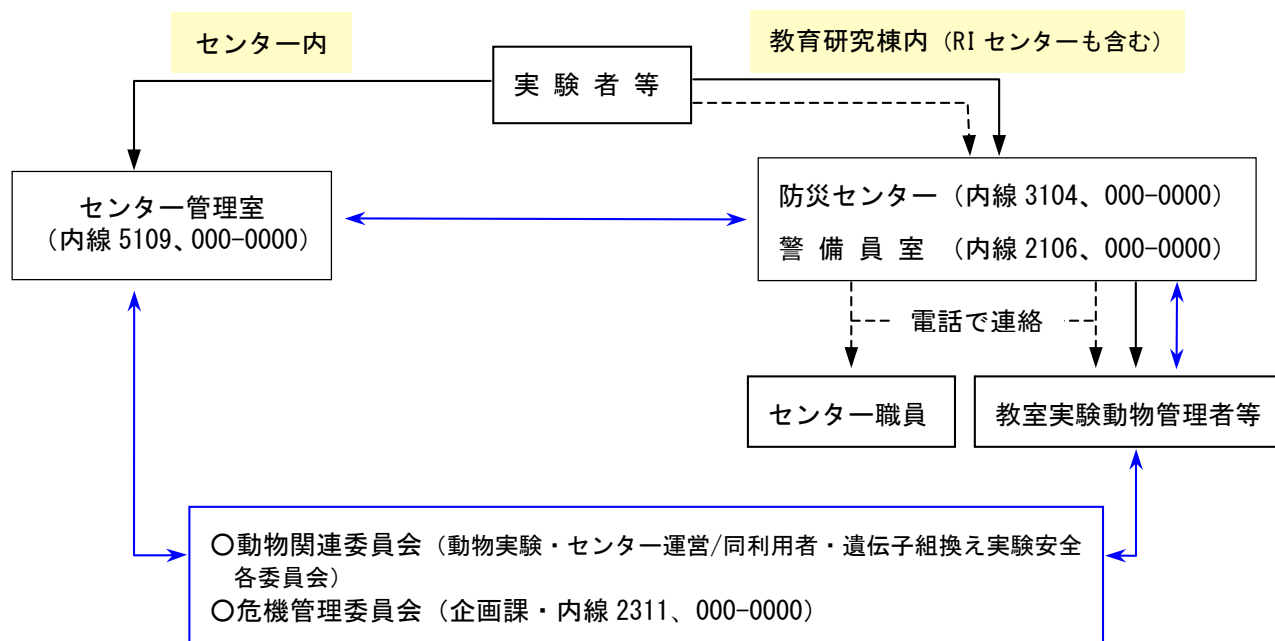 センター内
教育研究棟内（RI センターも含む）
実 験 者 等
センター管理室
（内線 5109、000-0000）
防災センター（内線 3104、000-0000）
警 備 員 室 （内線 2106、000-0000）
電話で連絡
センター職員
教室実験動物管理者等
〇動物関連委員会（動物実験・センター運営/同利用者・遺伝子組換え実験安全
各委員会）
〇危機管理委員会（企画課・内線 2311、000-0000）